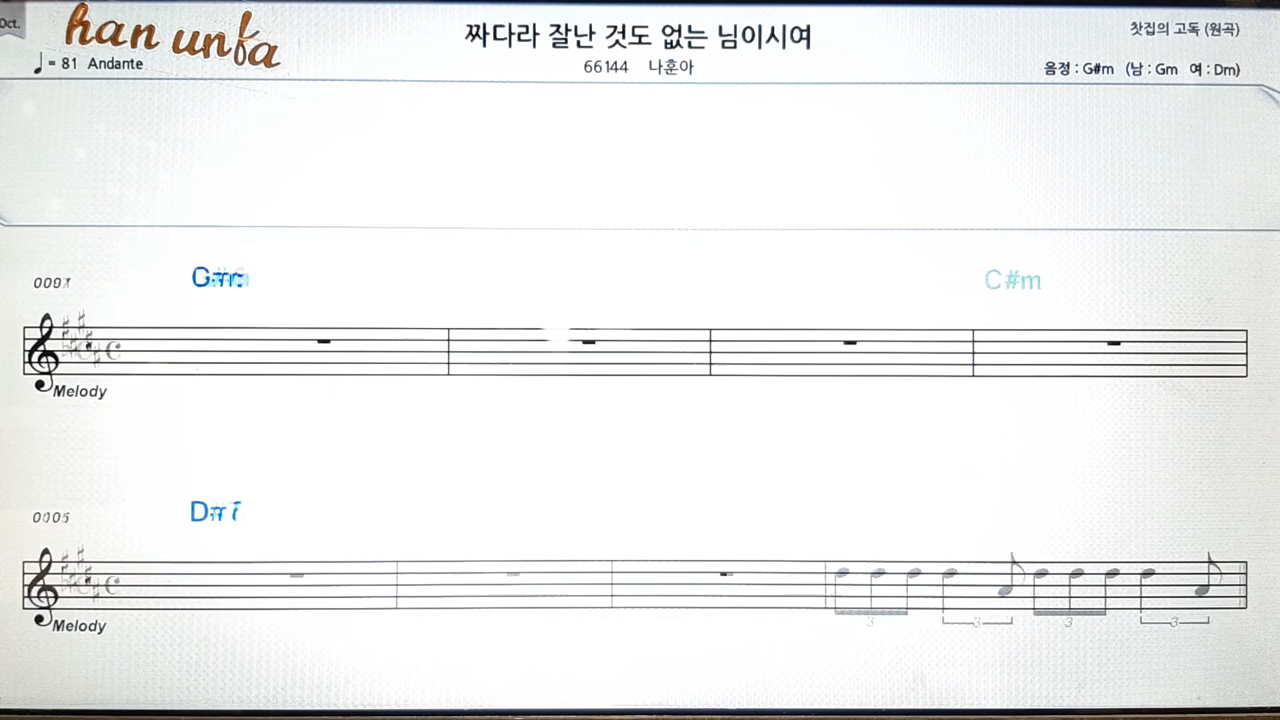 Oct.
han unfa
짜다라 잘난 것도 없는 님이시여
찻집의 고독 (원곡)
= 81 Andante
66144 나훈아
음정 : G#m (남 : Gm 여 : Dm)
C#m
Melody
Melody
3 3 3 3